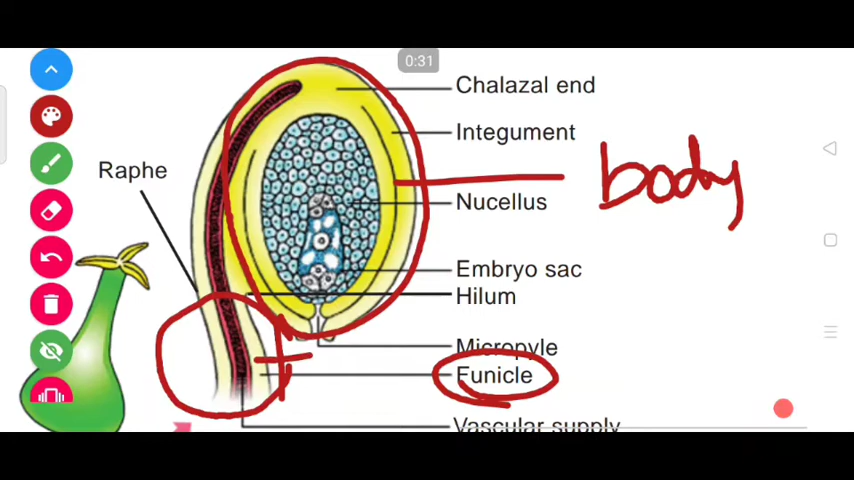 0:31
Chalazal end
Integument
body
Raphe
Nucellus
Embryo sac
Hilum
Micropyle
Funicle
Vascular supply